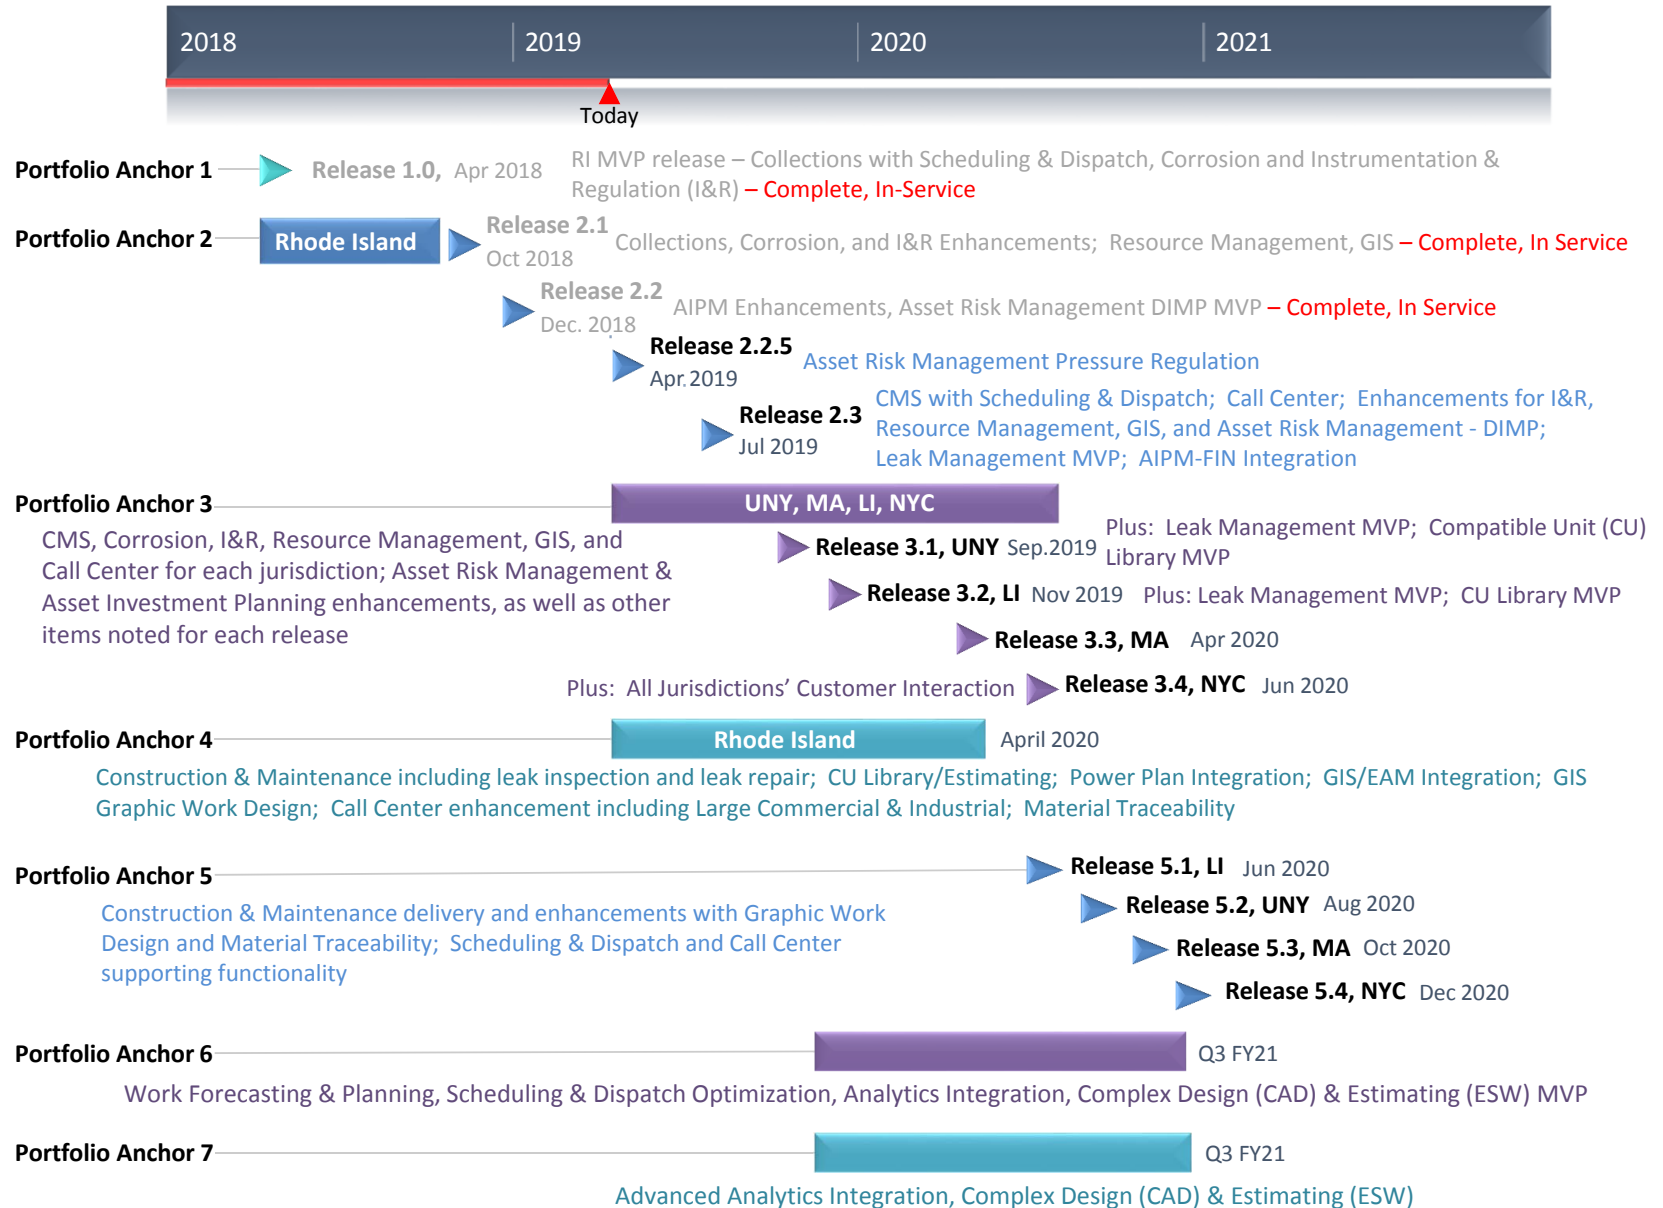 2018 2019 2020 2021
Today
Portfolio Anchor 1
Release 1.0, Apr 2018
RI MVP release – Collections with Scheduling & Dispatch, Corrosion and Instrumentation &
Regulation (I&R) – Complete, In-Service
Portfolio Anchor 2
Rhode Island
Release 2.1
Oct 2018
Collections, Corrosion, and I&R Enhancements; Resource Management, GIS – Complete, In Service
Release 2.2
Dec. 2018
AIPM Enhancements, Asset Risk Management DIMP MVP – Complete, In Service
Release 2.2.5
Apr. 2019
Asset Risk Management Pressure Regulation
Release 2.3
Jul 2019
CMS with Scheduling & Dispatch; Call Center; Enhancements for I&R,
Resource Management, GIS, and Asset Risk Management - DIMP;
Leak Management MVP; AIPM-FIN Integration
Portfolio Anchor 3
UNY, MA, LI, NYC
CMS, Corrosion, I&R, Resource Management, GIS, and
Call Center for each jurisdiction; Asset Risk Management &
Asset Investment Planning enhancements, as well as other
items noted for each release
Release 3.1, UNY Sep.2019
Plus: Leak Management MVP; Compatible Unit (CU)
Library MVP
Release 3.2, LI Nov 2019 Plus: Leak Management MVP; CU Library MVP
Release 3.3, MA Apr 2020
Plus: All Jurisdictions’ Customer Interaction
Release 3.4, NYC Jun 2020
Portfolio Anchor 4
Rhode Island
April 2020
Construction & Maintenance including leak inspection and leak repair; CU Library/Estimating; Power Plan Integration; GIS/EAM Integration; GIS
Graphic Work Design; Call Center enhancement including Large Commercial & Industrial; Material Traceability
Portfolio Anchor 5
Release 5.1, LI Jun 2020
Construction & Maintenance delivery and enhancements with Graphic Work
Design and Material Traceability; Scheduling & Dispatch and Call Center
supporting functionality
Release 5.2, UNY Aug 2020
Release 5.3, MA Oct 2020
Release 5.4, NYC Dec 2020
Portfolio Anchor 6
Q3 FY21
Work Forecasting & Planning, Scheduling & Dispatch Optimization, Analytics Integration, Complex Design (CAD) & Estimating (ESW) MVP
Portfolio Anchor 7
Q3 FY21
Advanced Analytics Integration, Complex Design (CAD) & Estimating (ESW)